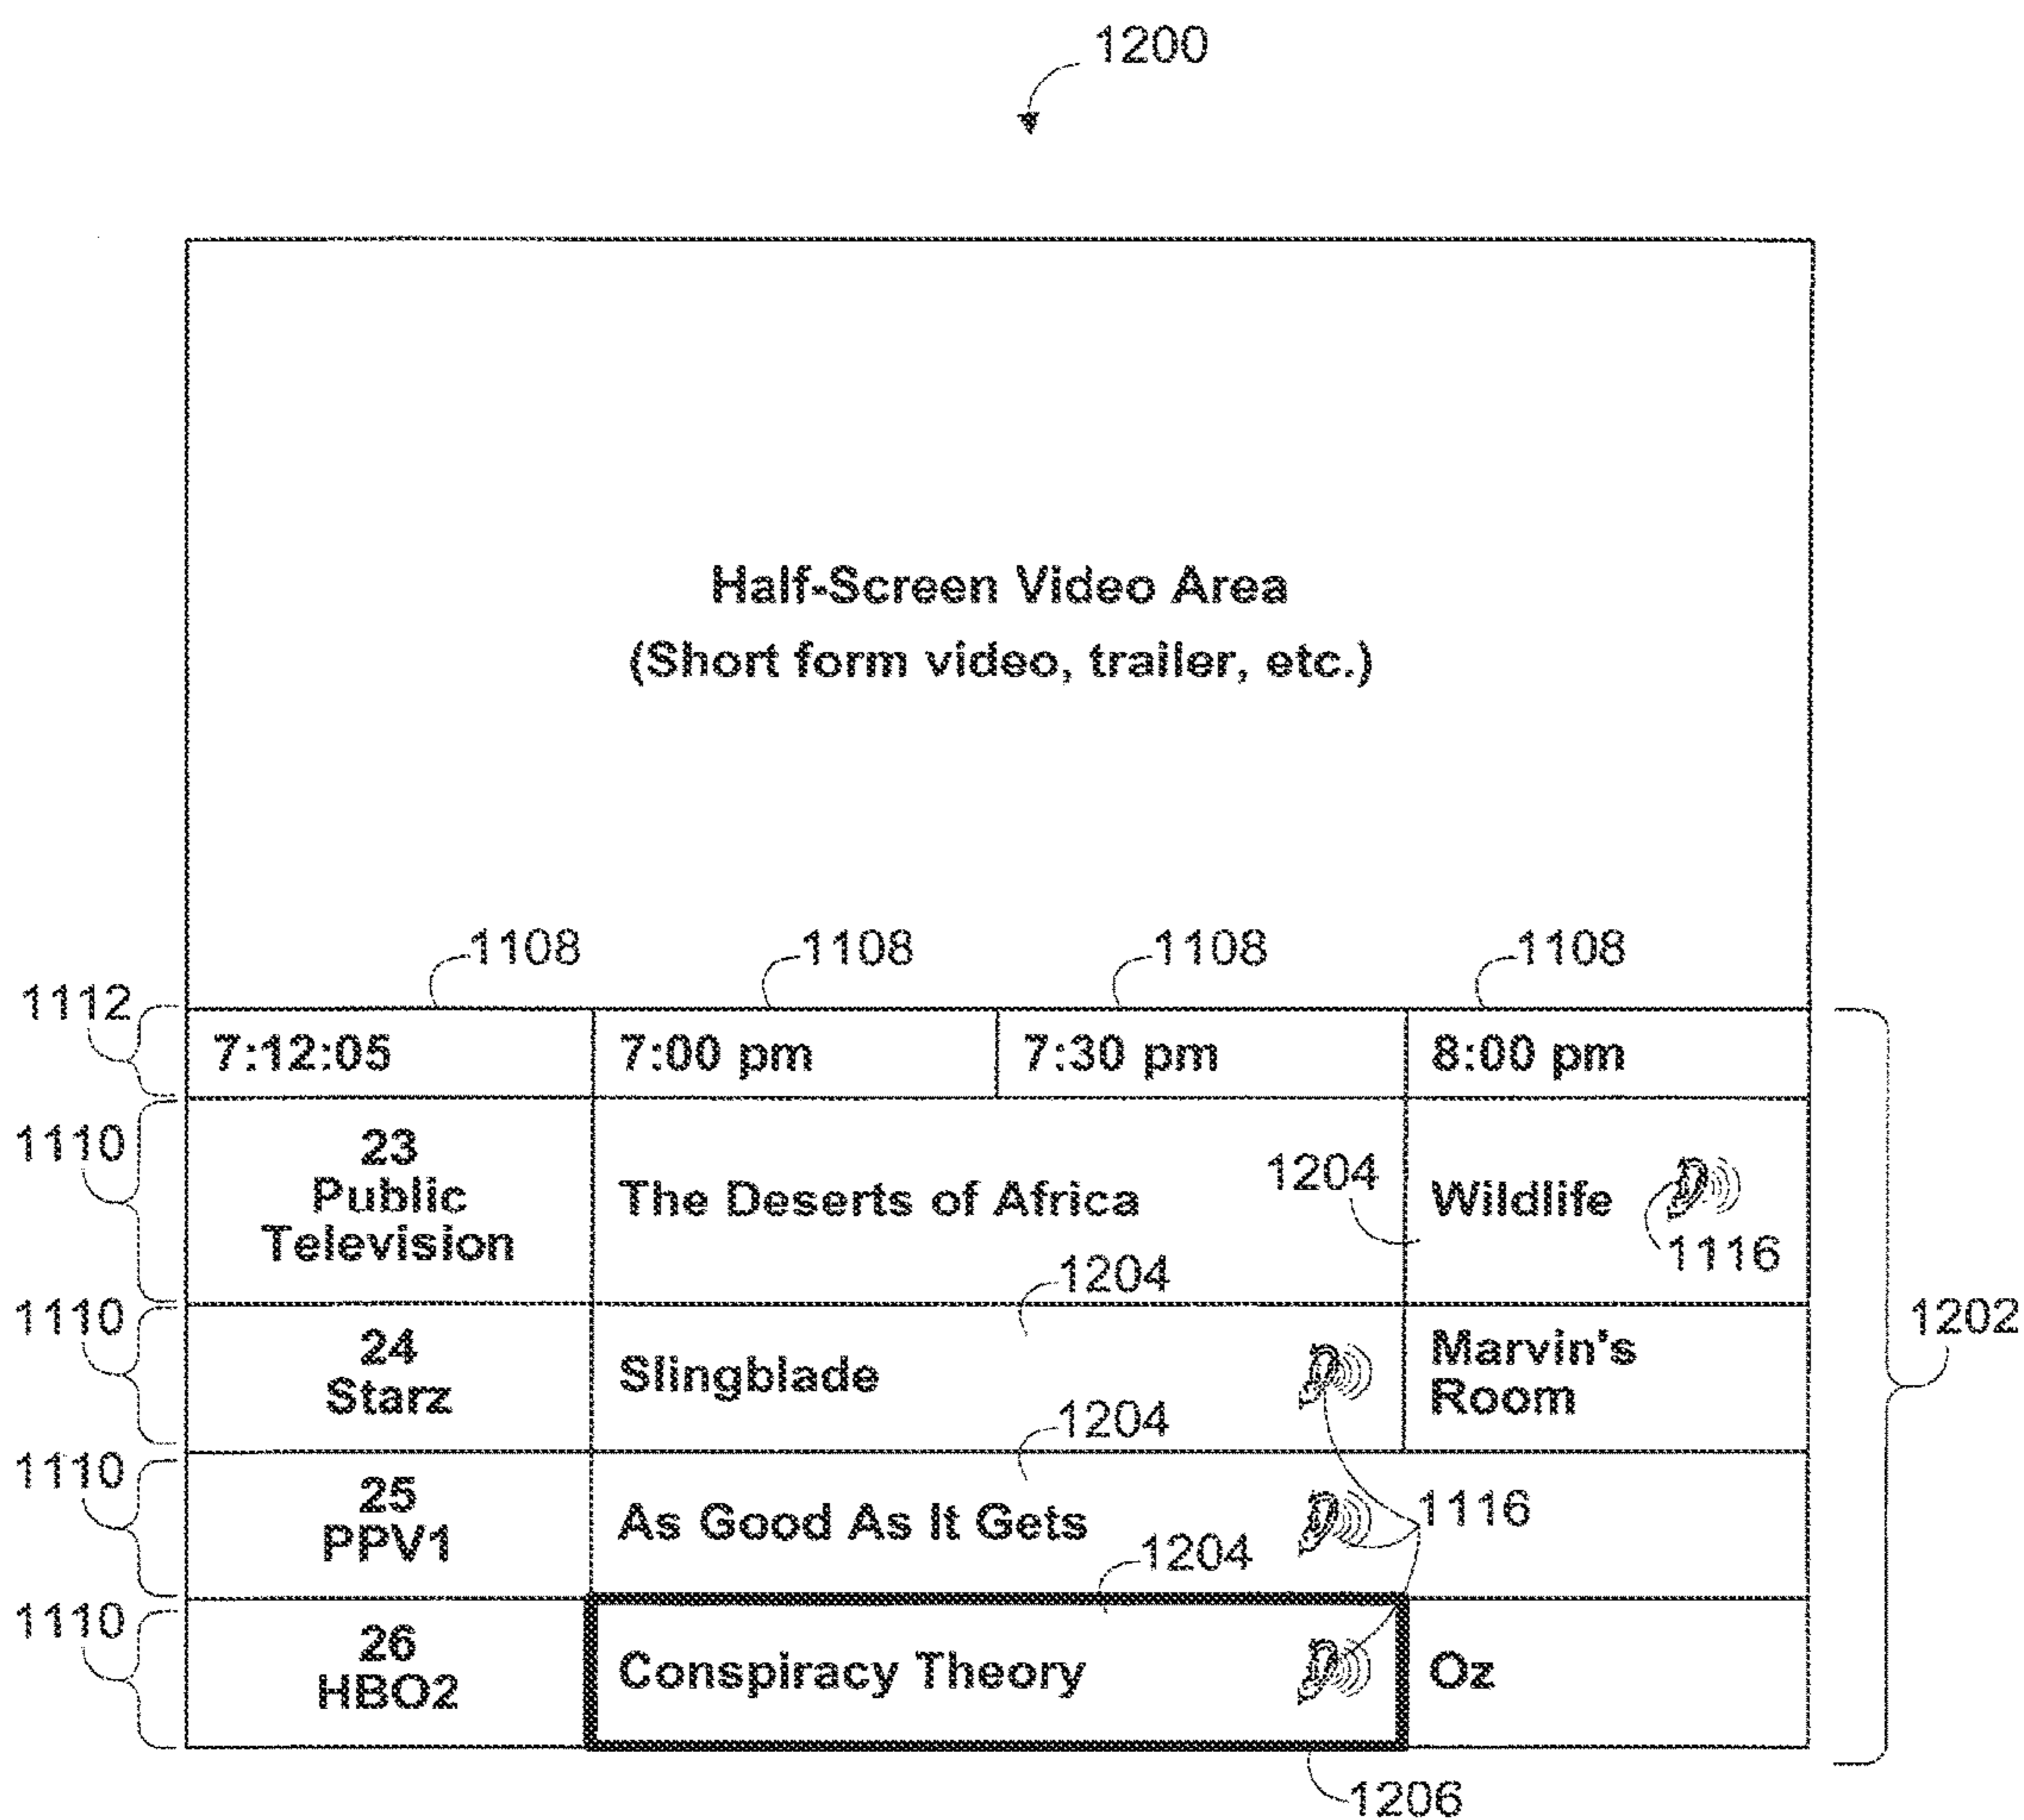 1200
Half-Screen Video Area
(Short form video, trailer, etc.)
1108 1108 1108 1108
1112
7:12:05 7:00 pm 7:30 pm 8:00 pm
1110
23
Public
Television
The Deserts of Africa
1204
Wildlife
1116
1204
1110
24
Starz
Slingblade
Marvin's
Room
1202
1204
1110
25
PPV1
As Good As It Gets
1116
1204
1110
26
HBO2
Conspiracy Theory
Oz
1206